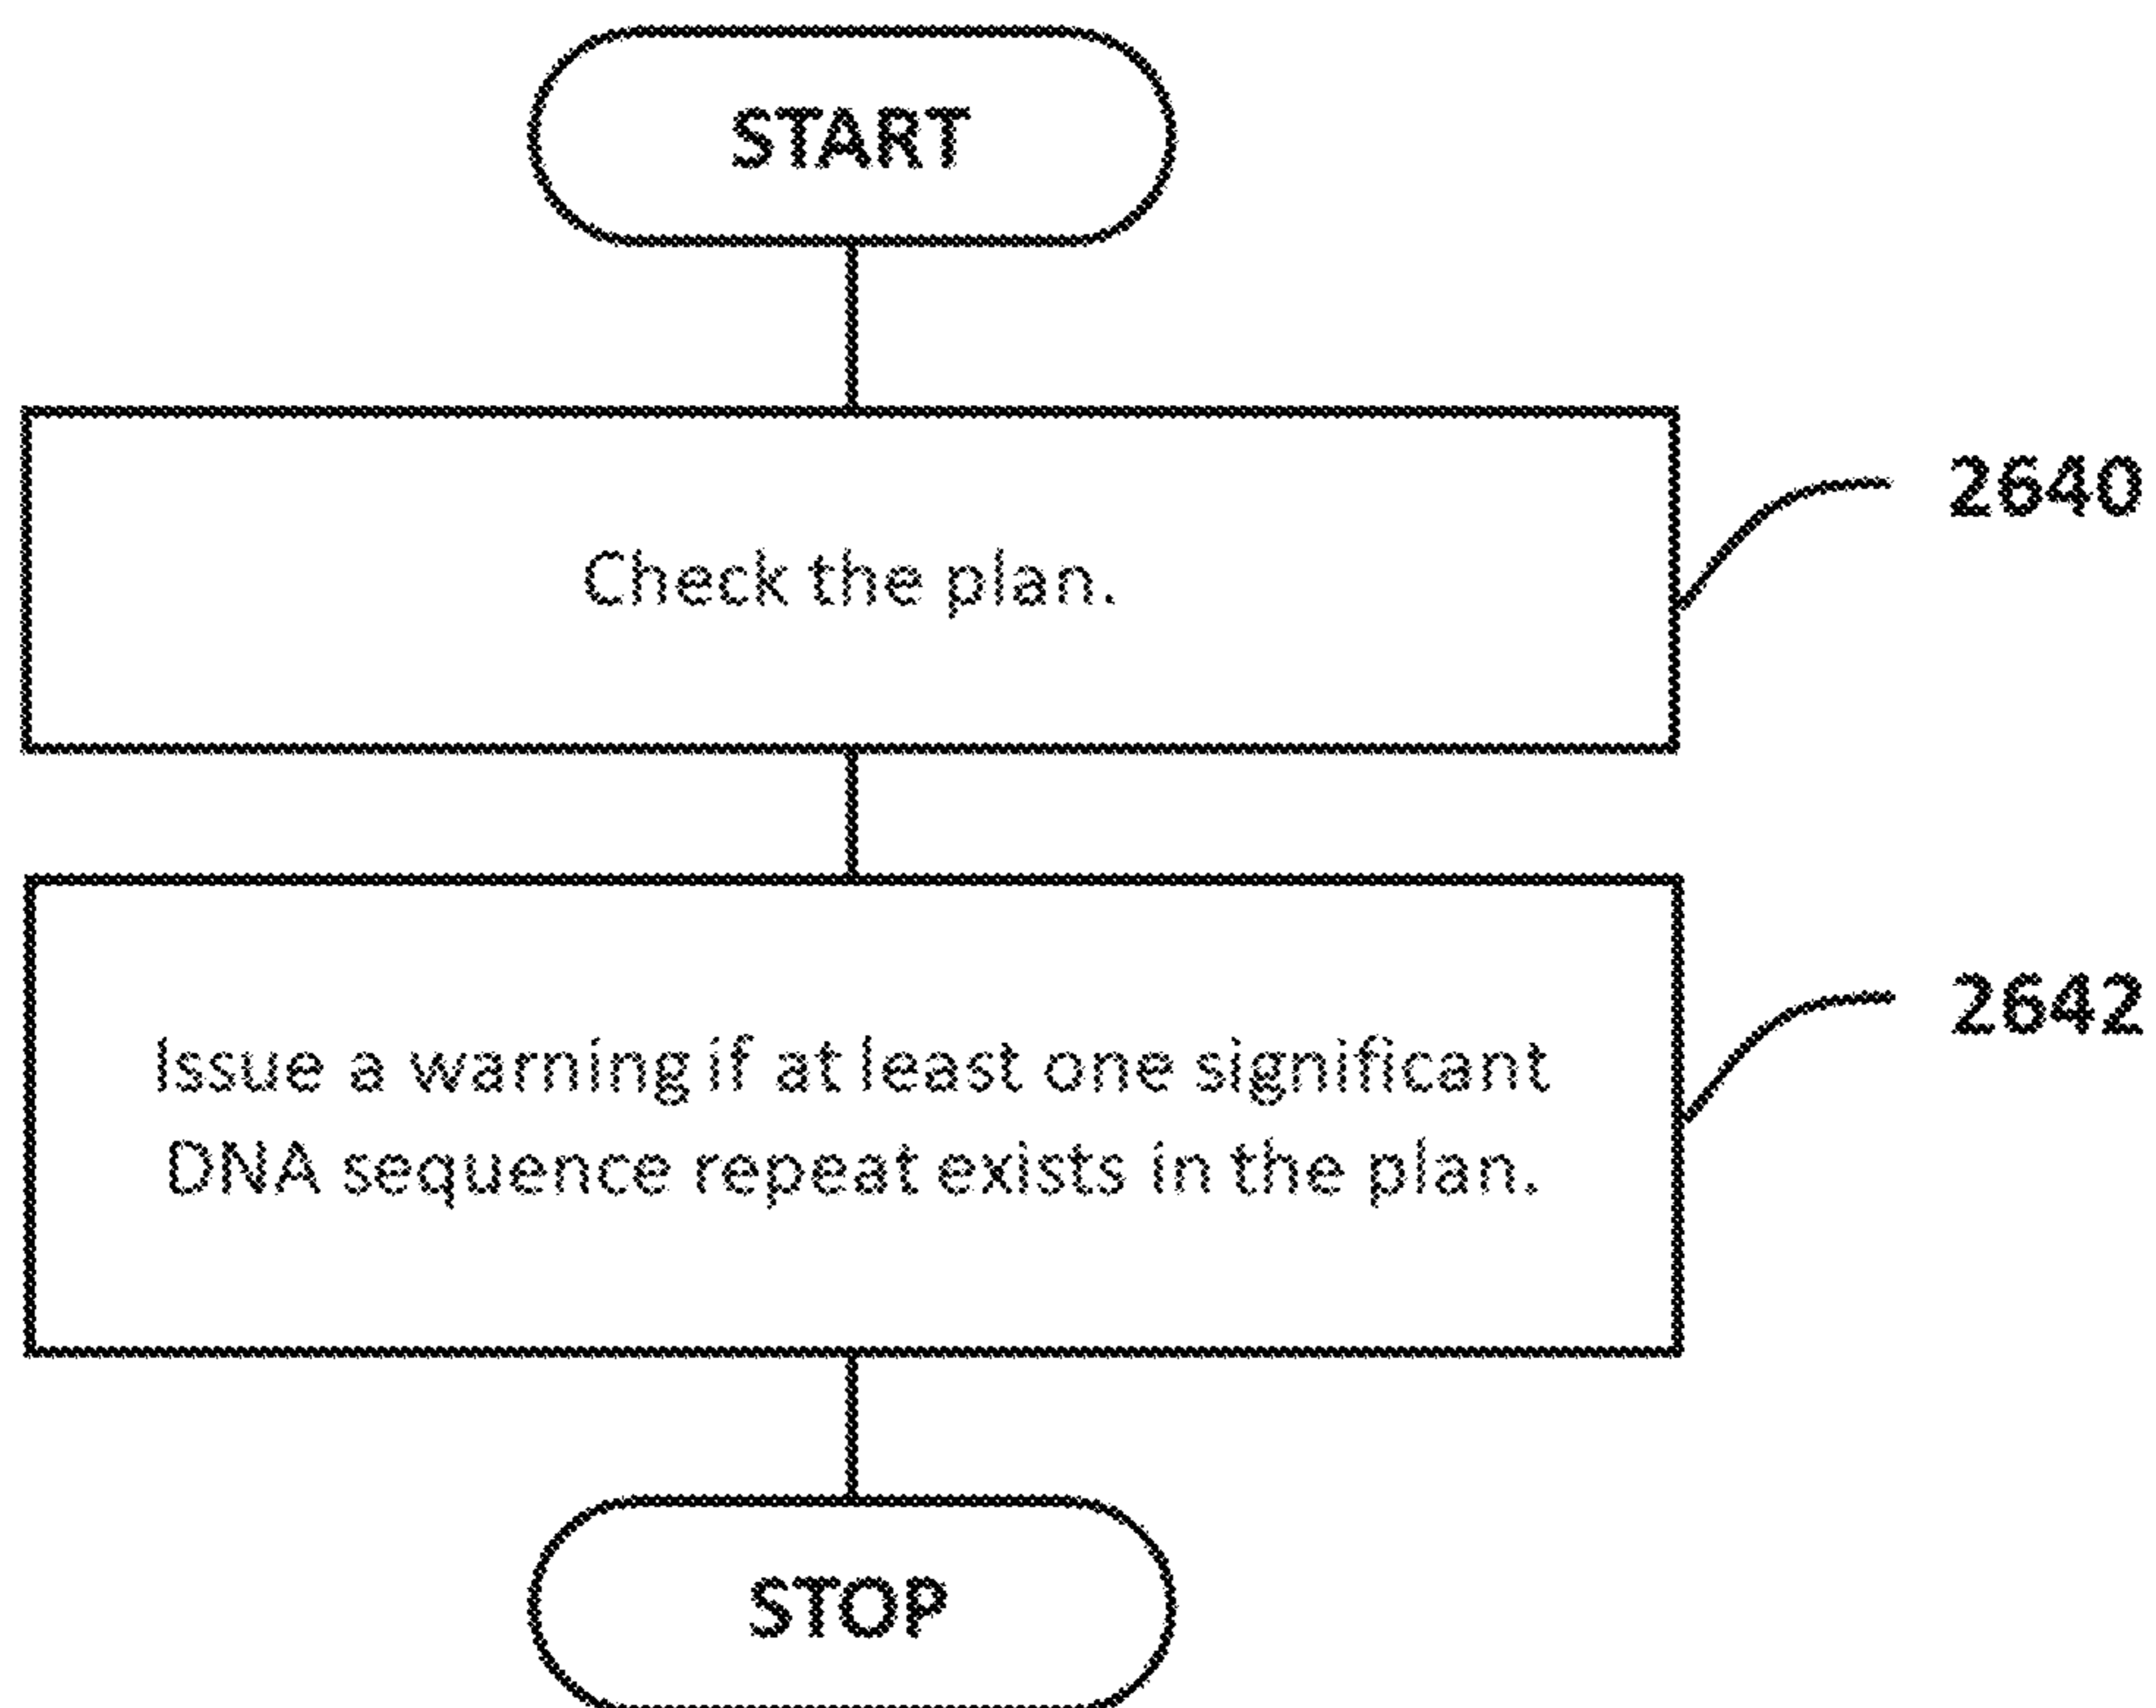 START
Check the plan.
2640
Issue a warning if at least one significant
DNA sequence repeat exists in the plan.
2642
STOP